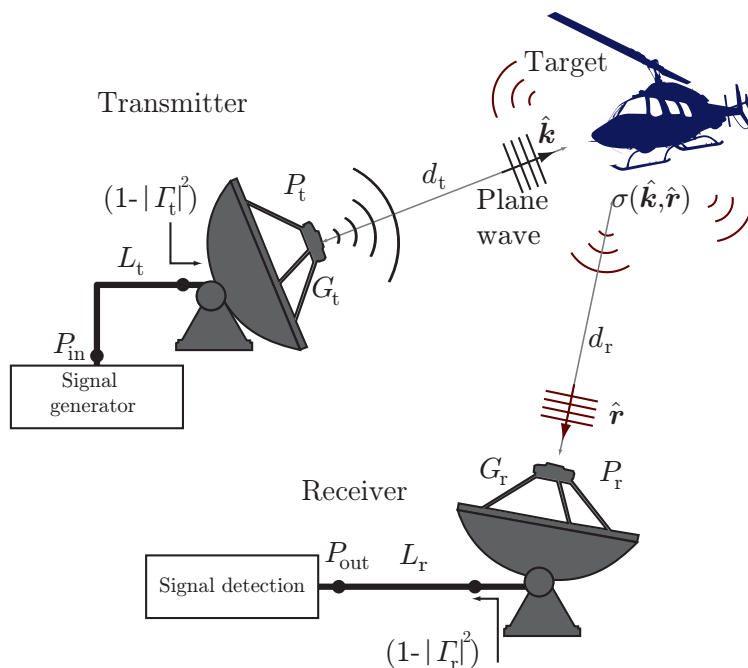 Target
Transmitter
k̂
P_t
d_t
(1-|Γ_t|²)
Plane
wave
σ(k̂,r̂)
L_t
G_t
P_in
d_r
Signal
generator
r̂
G_r
P_r
Receiver
P_out
L_r
Signal detection
(1-|Γ_r|²)